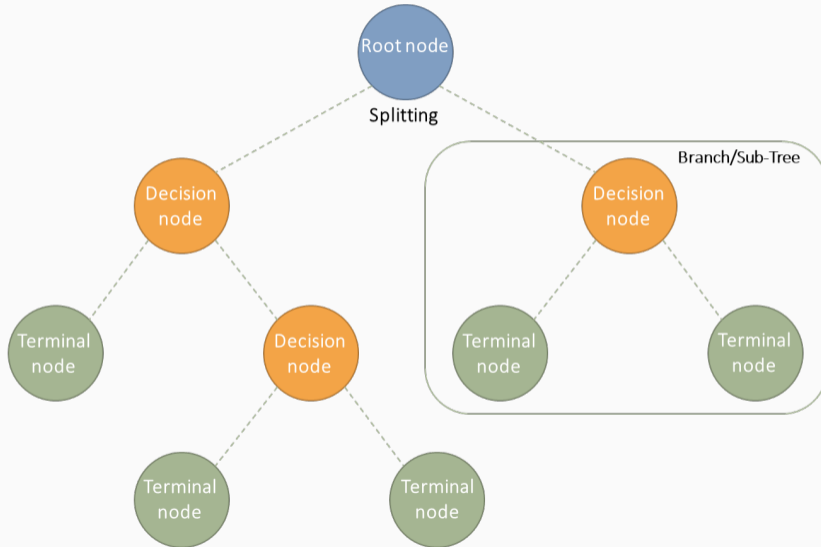 Root node
Splitting
Branch/Sub-Tree
Decision
node
Decision
node
Terminal
node
Decision
node
Terminal
node
Terminal
node
Terminal
node
Terminal
node